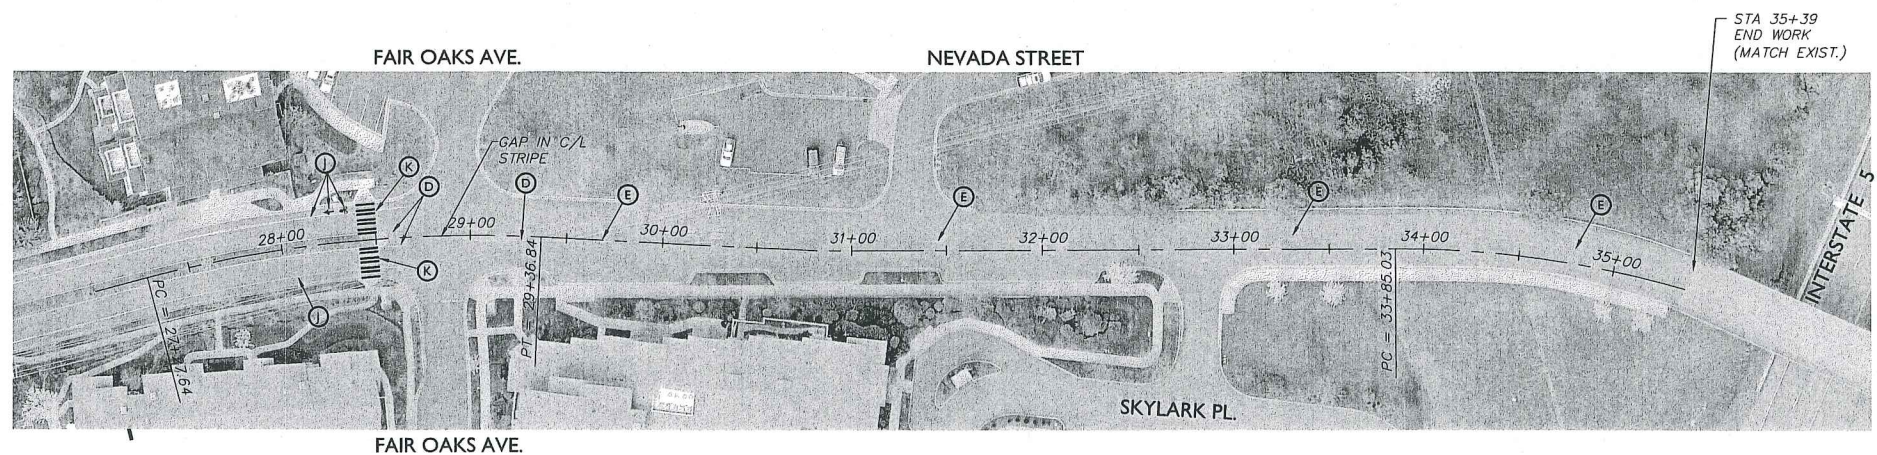 STA 35+39
END WORK
(MATCH EXIST.)
FAIR OAKS AVE.
NEVADA STREET
GAP IN C/L
STRIPE
J
K
D
D
E
E
E
E
28+00
29+00
30+00
31+00
32+00
33+00
34+00
35+00
K
J
PC = 27+
7.64
PT = 29+36.84
PC = 33+85.03
INTERSTATE 5
SKYLARK PL.
FAIR OAKS AVE.